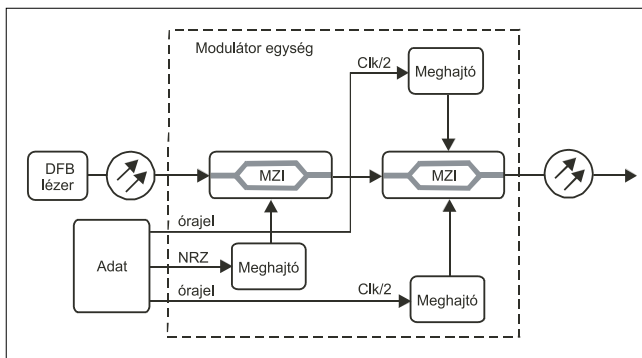 Modulátor egység
Clk/2
Meghajtó
DFB
lézer
MZI
MZI
órajel
Adat
NRZ
Meghajtó
órajel
Clk/2
Meghajtó